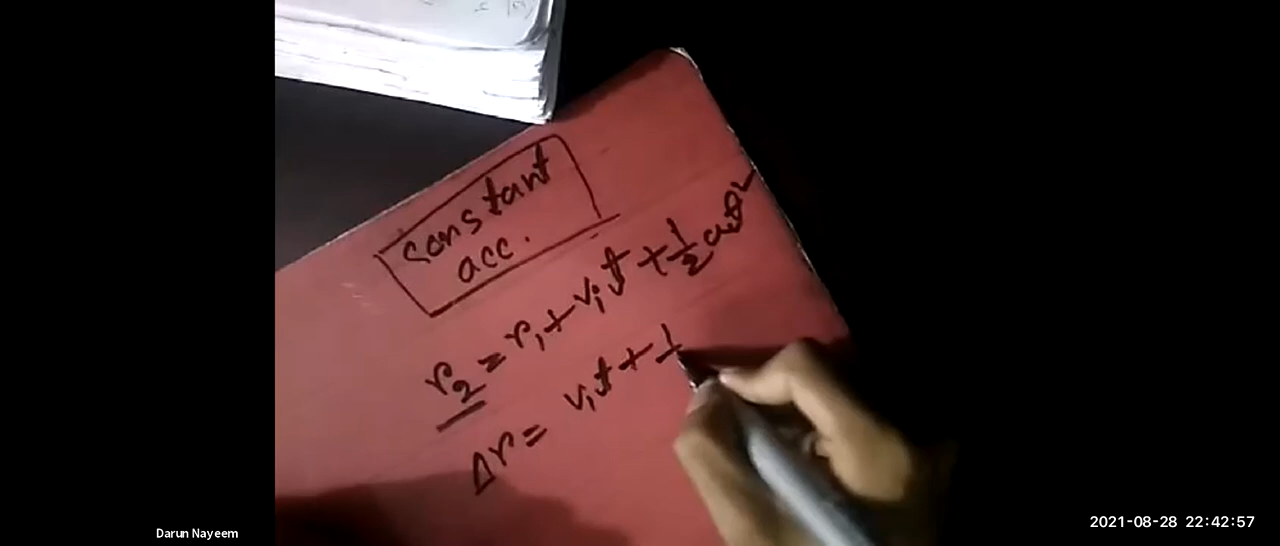 constant
acc.
r₂ = r₁ + v₁t + ½ at²
Δr = v₁t + 1
Darun Nayeem
2021-08-28 22:42:57